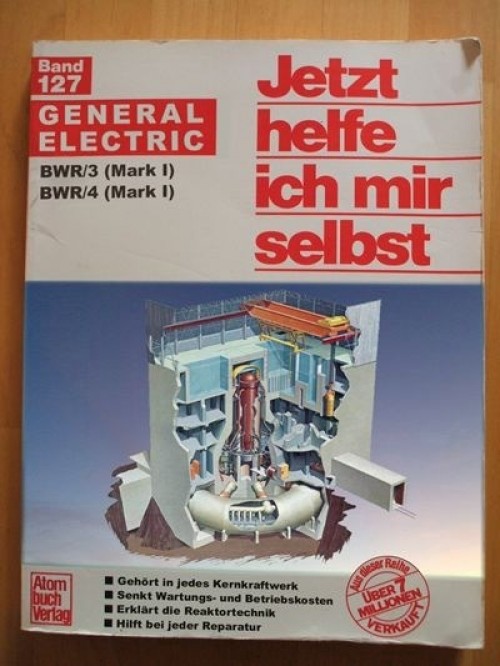 Band
127
GENERAL
ELECTRIC
BWR/3 (Mark I)
BWR/4 (Mark I)
Jetzt
helfe
ich mir
selbst
Atom
buch
Verlag
■ Gehört in jedes Kernkraftwerk
■ Senkt Wartungs- und Betriebskosten
■ Erklärt die Reaktortechnik
■ Hilft bei jeder Reparatur
Aus dieser Reihe
ÜBER 7
MILLIONEN
VERKAUFT